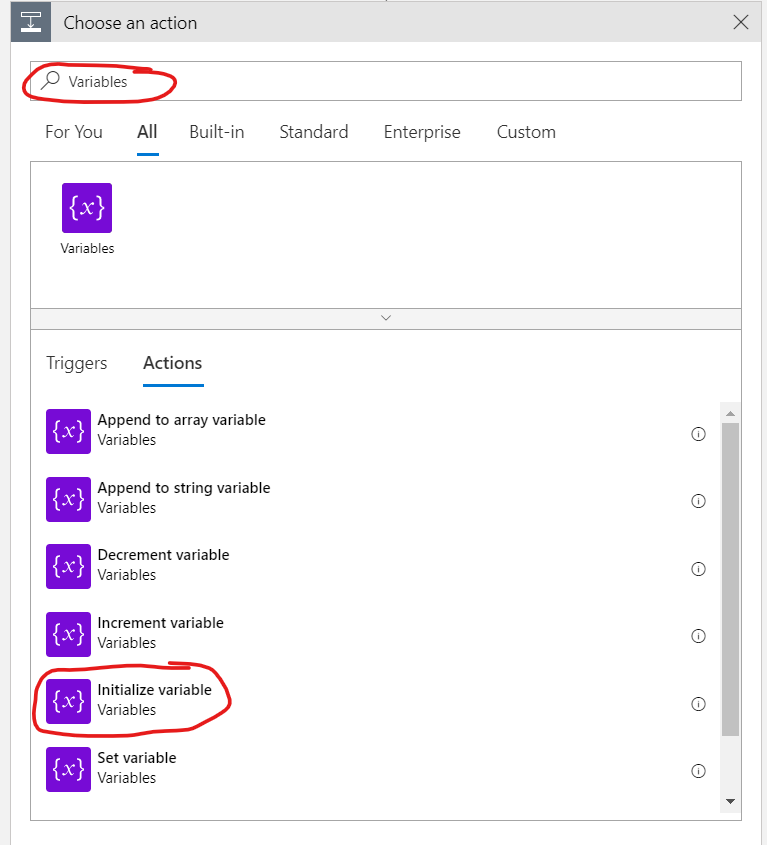 Choose an action
Variables
For You All Built-in Standard Enterprise Custom
{x}
Variables
Triggers Actions
{x} Append to array variable
Variables
{x} Append to string variable
Variables
{x} Decrement variable
Variables
{x} Increment variable
Variables
{x} Initialize variable
Variables
{x} Set variable
Variables